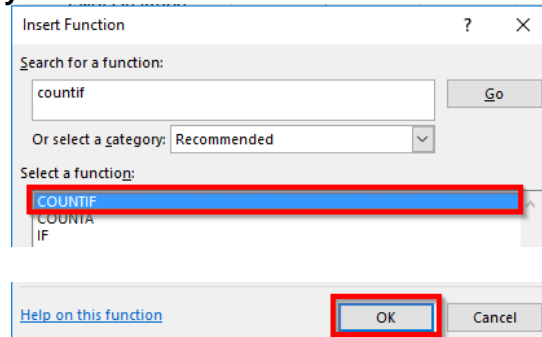 Insert Function ? ×
Search for a function:
countif
Go
Or select a category: Recommended
Select a function:
COUNTIF
COUNTA
IF
Help on this function OK Cancel